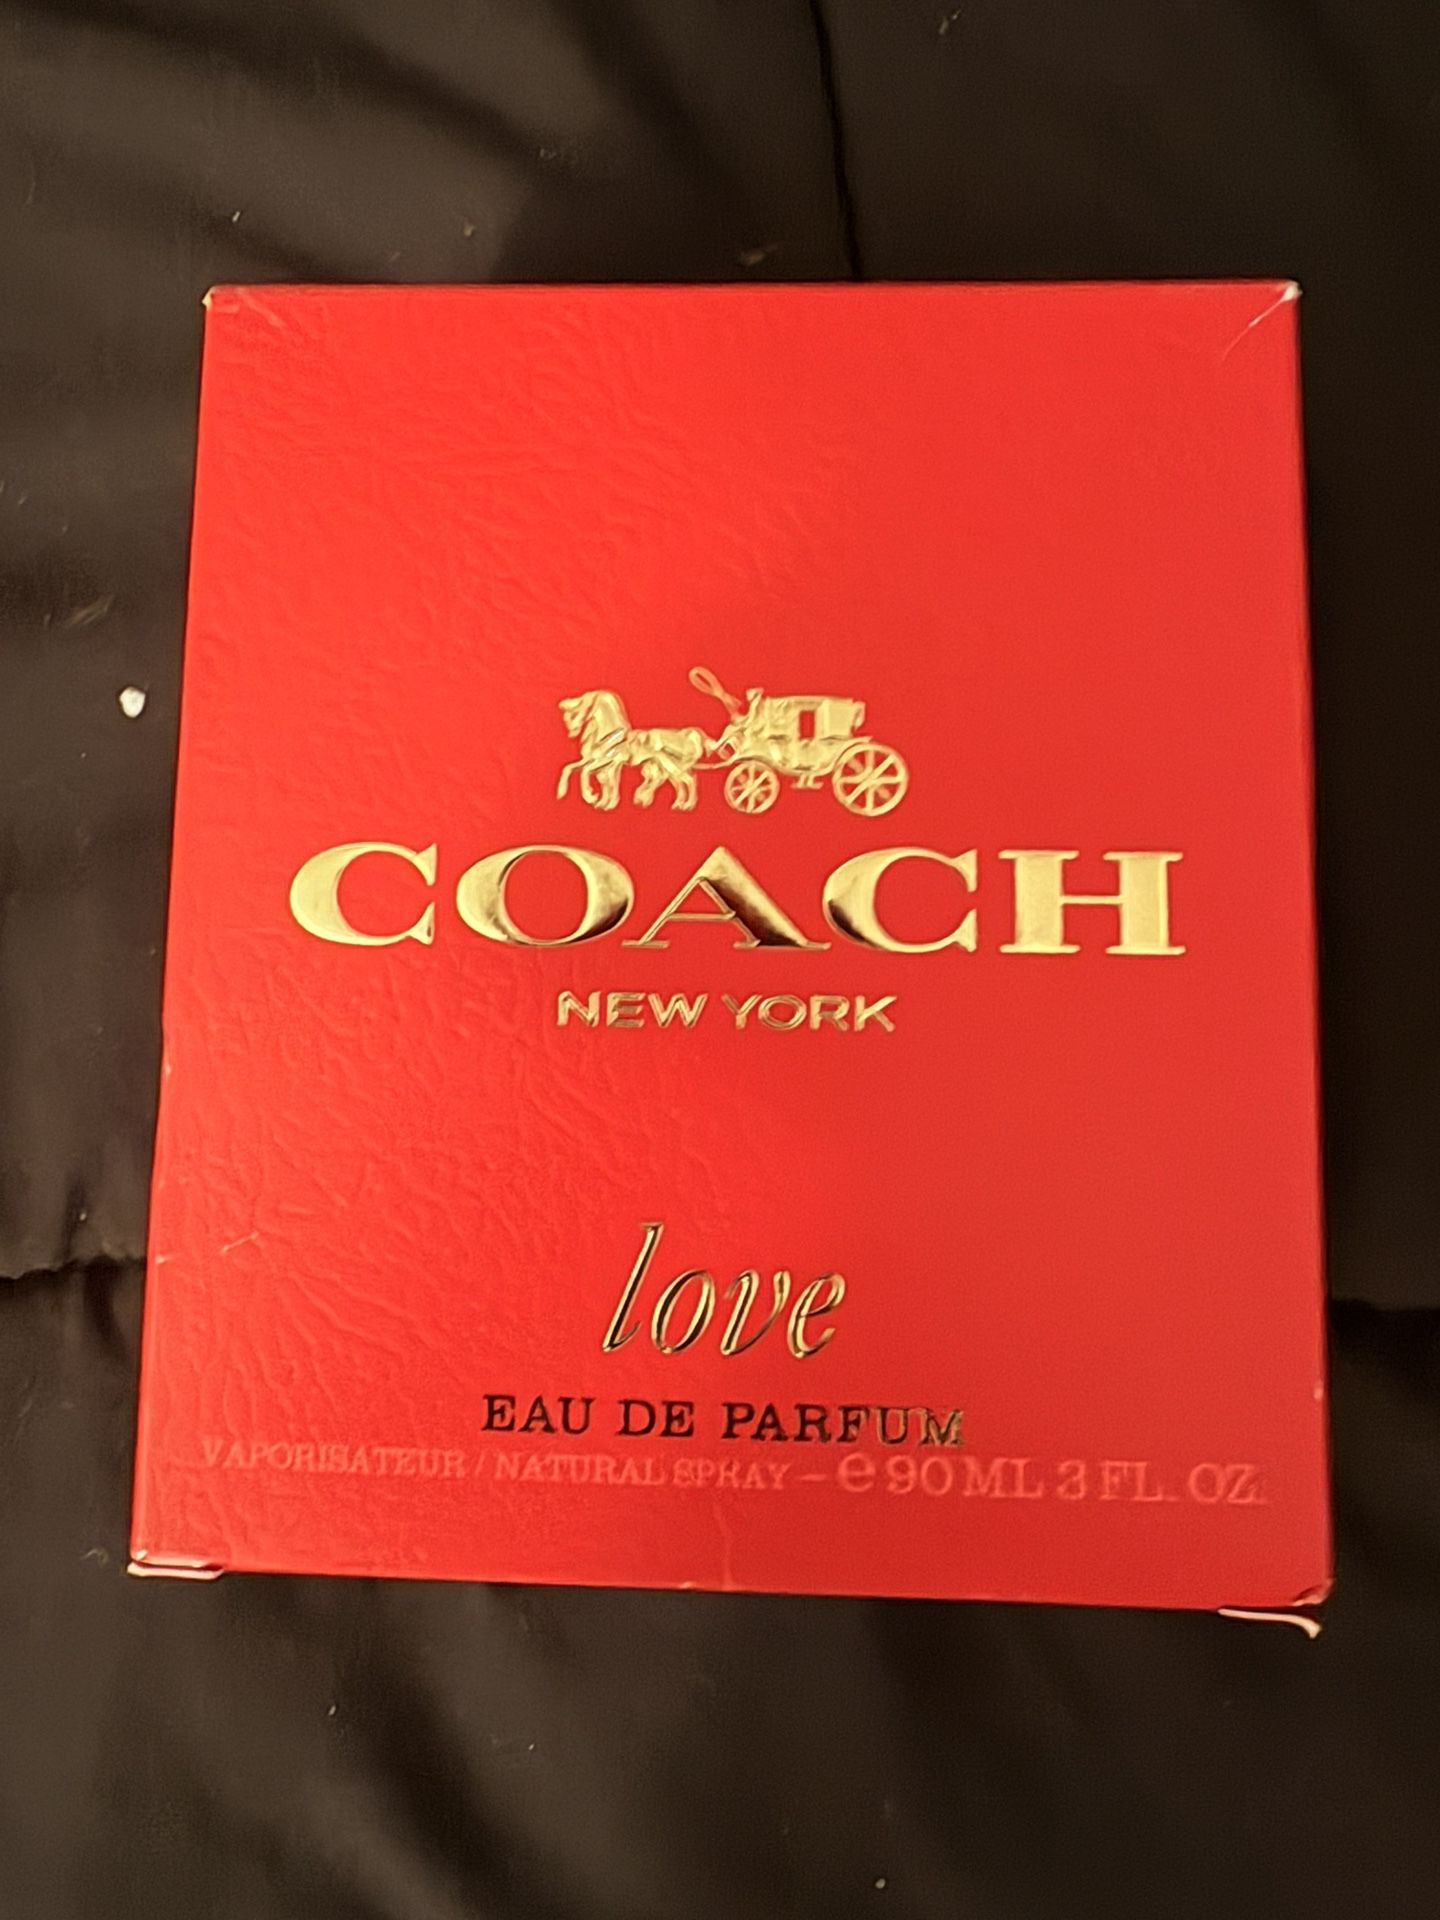 COACH
NEW YORK
love
EAU DE PARFUM
VAPORISATEUR / NATURAL SPRAY – ℮ 90 ML 3 FL. OZ.